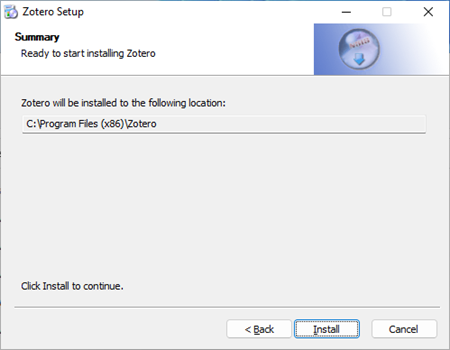 Zotero Setup
Summary
Ready to start installing Zotero
Zotero will be installed to the following location:
C:\Program Files (x86)\Zotero
Click Install to continue.
< Back
Install
Cancel